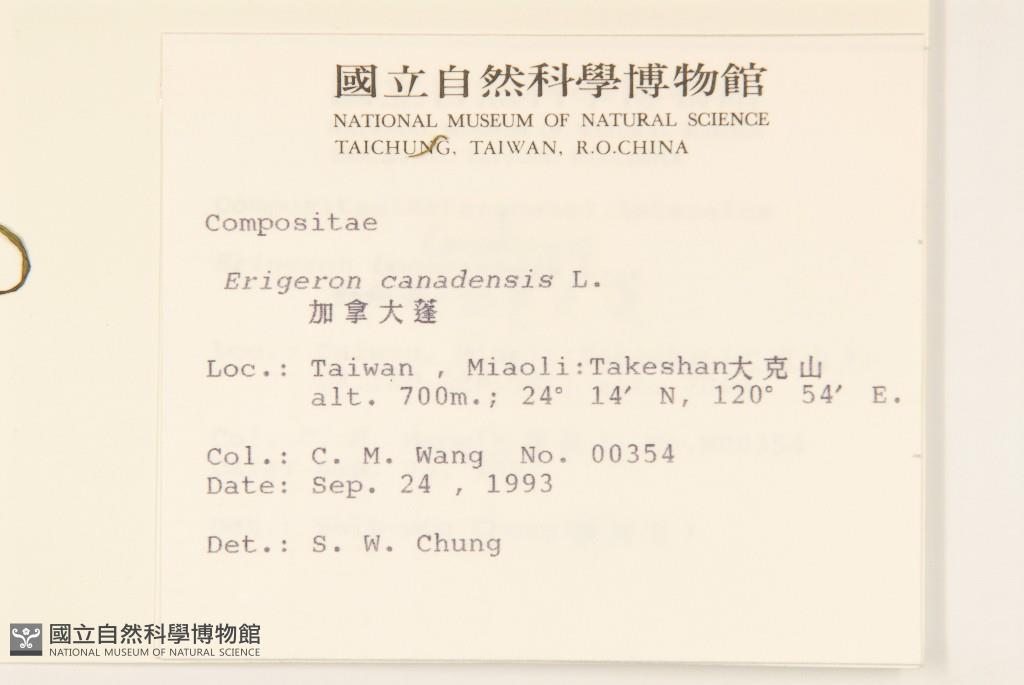 國立自然科學博物館
NATIONAL MUSEUM OF NATURAL SCIENCE
TAICHUNG, TAIWAN, R.O.CHINA
Compositae
Erigeron canadensis L.
加拿大蓬
Loc.: Taiwan , Miaoli:Takeshan大克山
alt. 700m.; 24° 14′ N, 120° 54′ E.
Col.: C. M. Wang No. 00354
Date: Sep. 24 , 1993
Det.: S. W. Chung
國立自然科學博物館
NATIONAL MUSEUM OF NATURAL SCIENCE